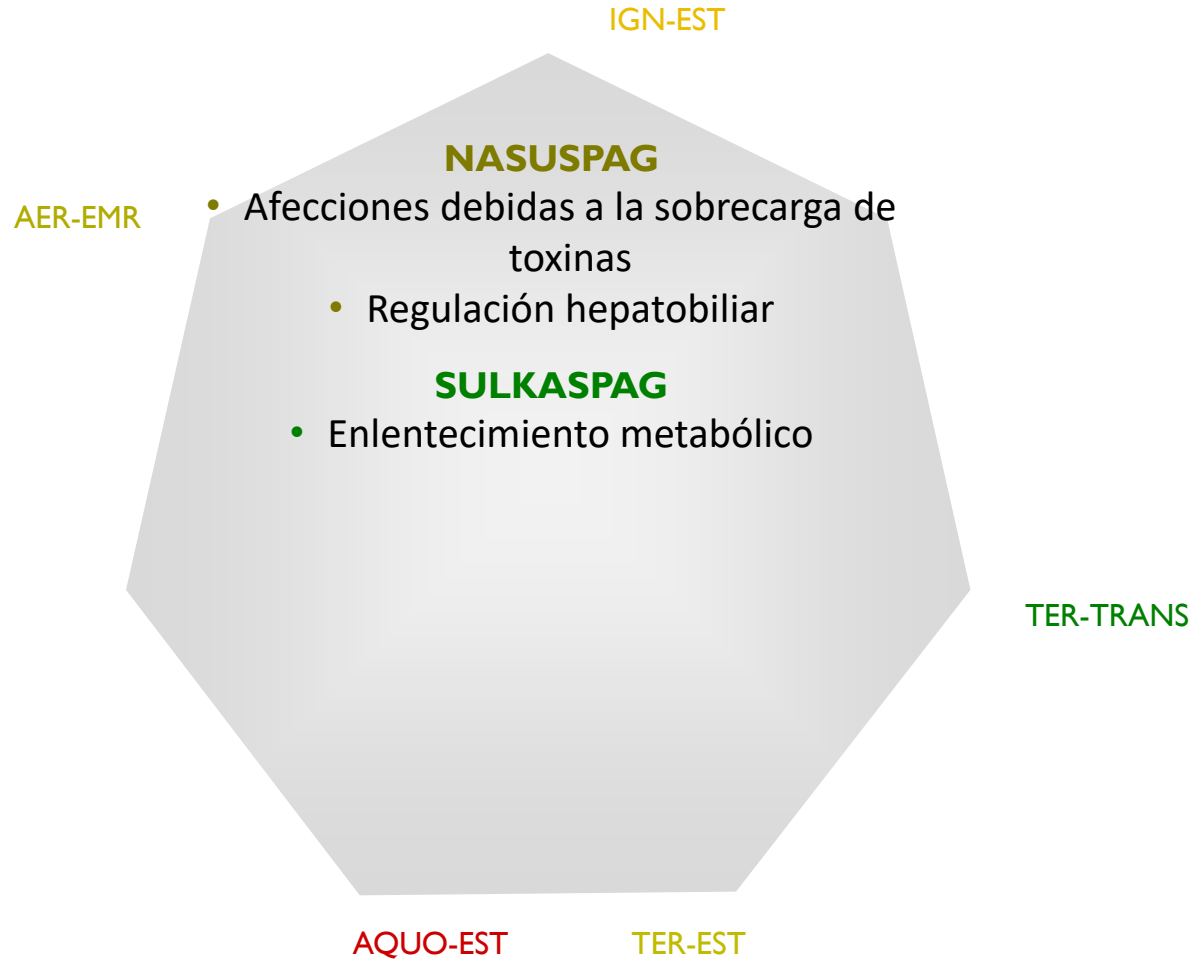 IGN-EST
NASUSPAG
AER-EMR
• Afecciones debidas a la sobrecarga de
toxinas
• Regulación hepatobiliar
SULKASPAG
• Enlentecimiento metabólico
TER-TRANS
AQUO-EST
TER-EST